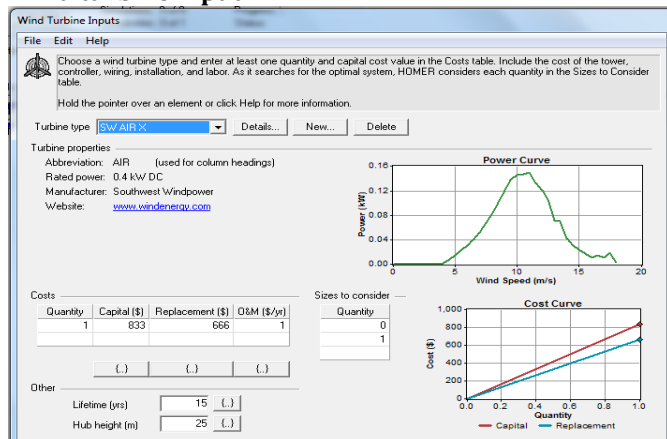 Wind Turbine Inputs
File Edit Help
Choose a wind turbine type and enter at least one quantity and capital cost value in the Costs table. Include the cost of the tower,
controller, wiring, installation, and labor. As it searches for the optimal system, HOMER considers each quantity in the Sizes to Consider
table.
Hold the pointer over an element or click Help for more information.
Turbine type SW AIR X Details... New... Delete
Turbine properties
Abbreviation: AIR (used for column headings)
Rated power: 0.4 kW DC
Manufacturer: Southwest Windpower
Website: www.windenergy.com
Power Curve
Power (kW)
0.16
0.12
0.08
0.04
0.00
0 5 10 15 20
Wind Speed (m/s)
Costs
Quantity Capital ($) Replacement ($) O&M ($/yr)
1 833 666 1
{..} {..} {..}
Sizes to consider
Quantity
0
1
Cost Curve
Cost ($)
1,000
800
600
400
200
0
0.0 0.2 0.4 0.6 0.8 1.0
Quantity
Capital Replacement
Other
Lifetime (yrs) 15 {..}
Hub height (m) 25 {..}